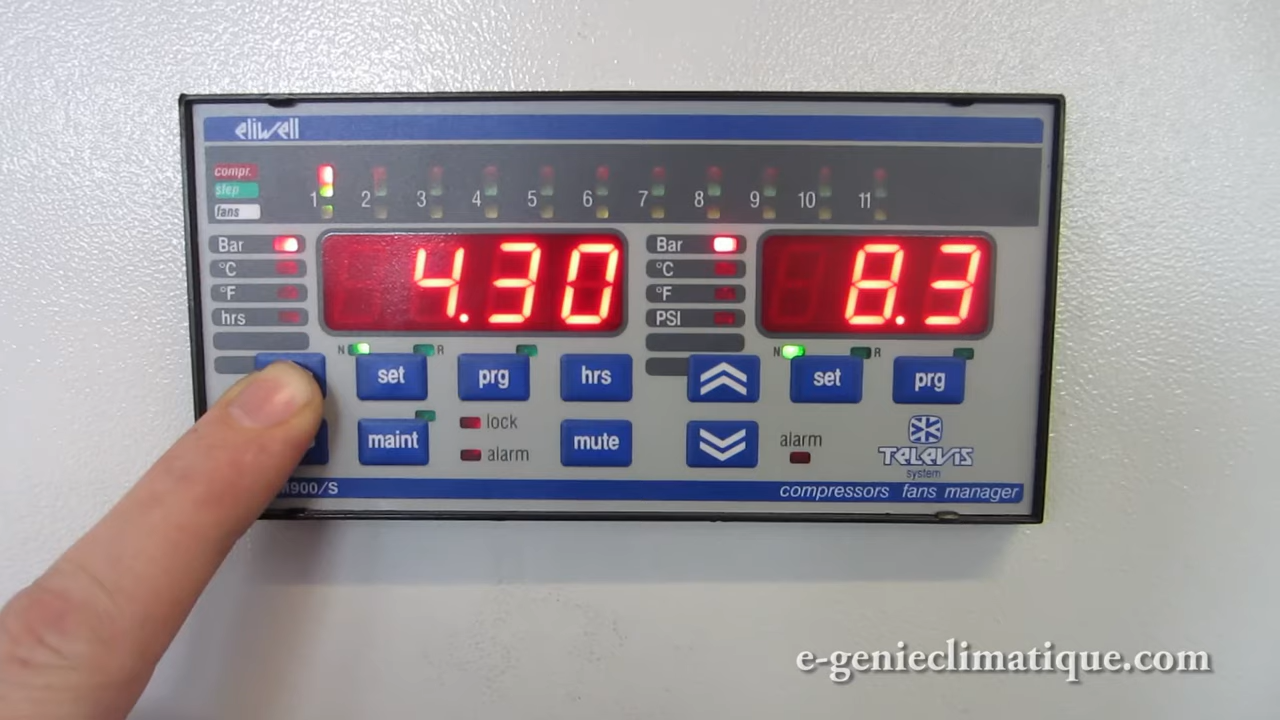 eliwell
compr.
step
fans
1 2 3 4 5 6 7 8 9 10 11
Bar
°C
°F
hrs
4.30
Bar
°C
°F
PSI
8.3
N R
set prg hrs
N R
set prg
maint
lock
alarm
mute
alarm
TELEVIS
system
900/S
compressors fans manager
e-genieclimatique.com